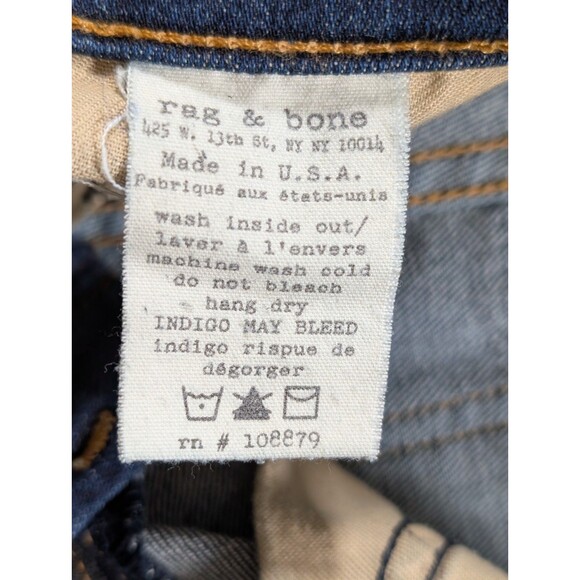 rag & bone
425 W. 13th St, NY NY 10014
Made in U.S.A.
Fabriqué aux états-unis
wash inside out/
laver à l'envers
machine wash cold
do not bleach
hang dry
INDIGO MAY BLEED
indigo rispue de
dégorger
rn # 108879